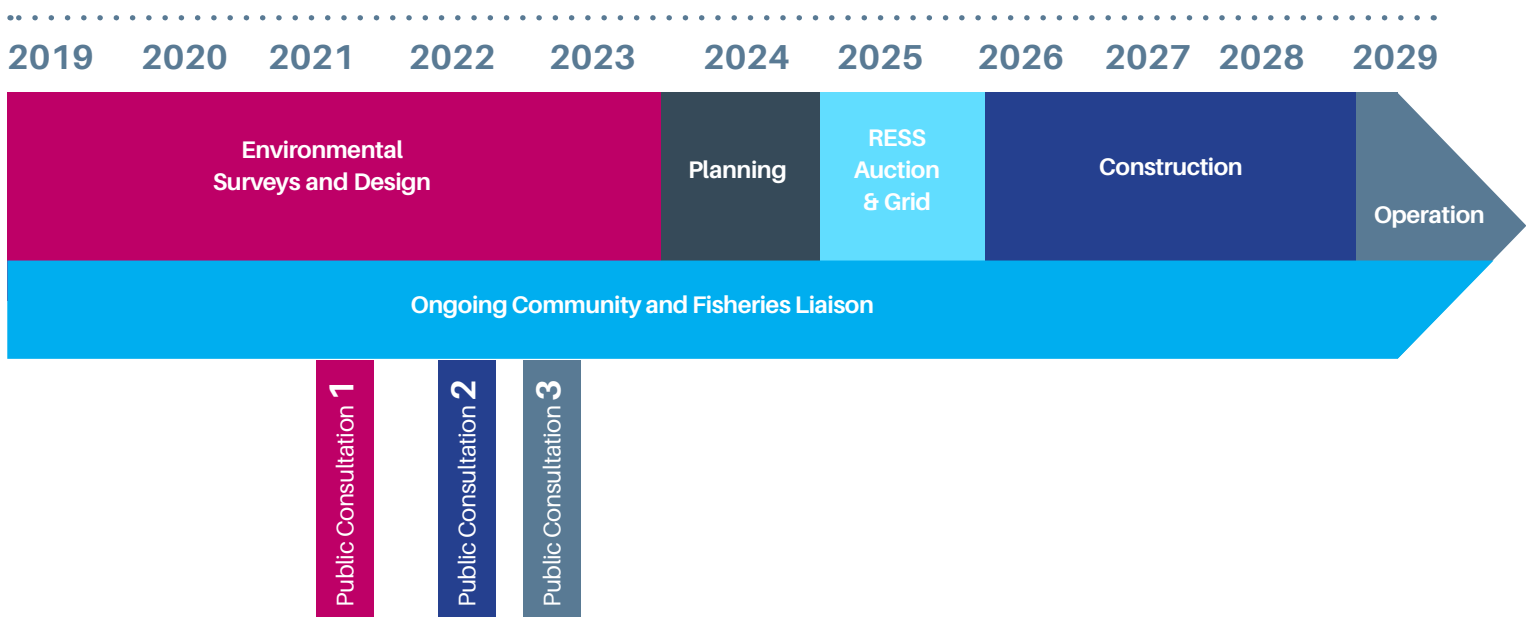 2019 2020 2021 2022 2023 2024 2025 2026 2027 2028 2029
Environmental
Surveys and Design
Planning
RESS
Auction
& Grid
Construction
Operation
Ongoing Community and Fisheries Liaison
Public Consultation 1
Public Consultation 2
Public Consultation 3